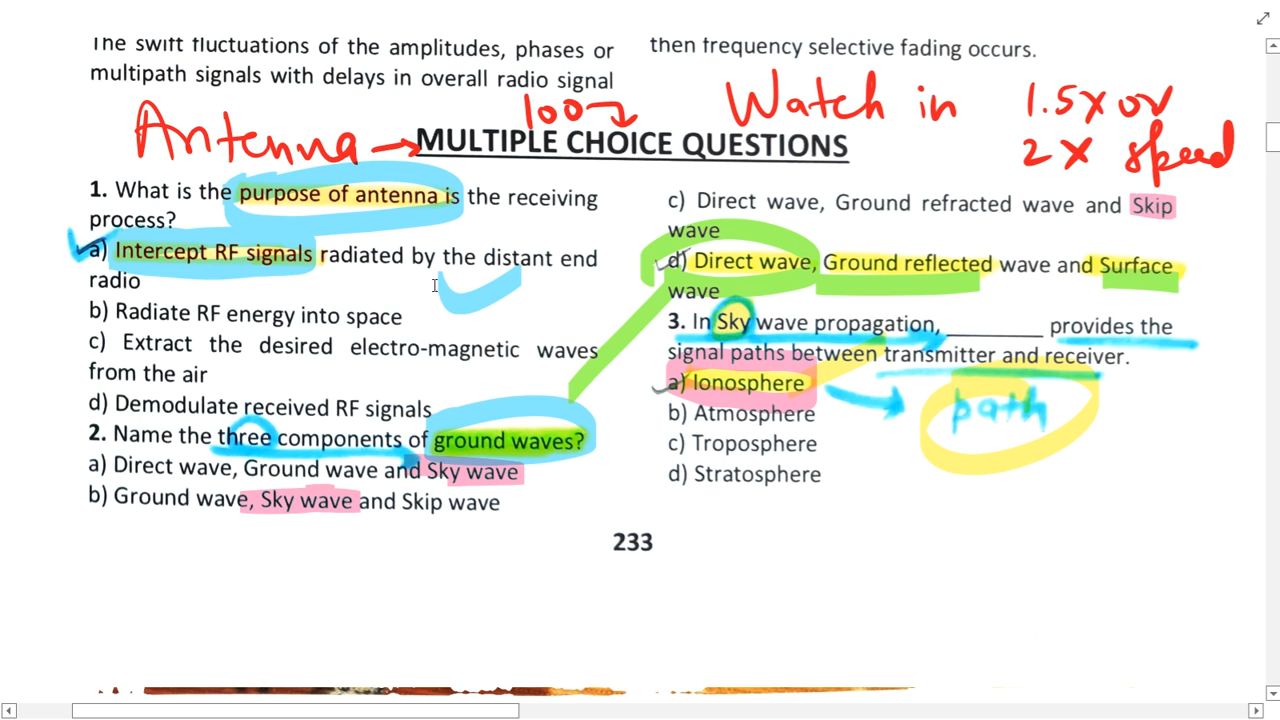 The swift fluctuations of the amplitudes, phases or
multipath signals with delays in overall radio signal
then frequency selective fading occurs.
Antenna → 100
Watch in 1.5x or
2x speed
MULTIPLE CHOICE QUESTIONS
1. What is the purpose of antenna is the receiving
process?
a) Intercept RF signals radiated by the distant end
radio
b) Radiate RF energy into space
c) Extract the desired electro-magnetic waves
from the air
d) Demodulate received RF signals
2. Name the three components of ground waves?
a) Direct wave, Ground wave and Sky wave
b) Ground wave, Sky wave and Skip wave
c) Direct wave, Ground refracted wave and Skip
wave
d) Direct wave, Ground reflected wave and Surface
wave
3. In Sky wave propagation, ________ provides the
signal paths between transmitter and receiver.
a) Ionosphere
path
b) Atmosphere
c) Troposphere
d) Stratosphere
233